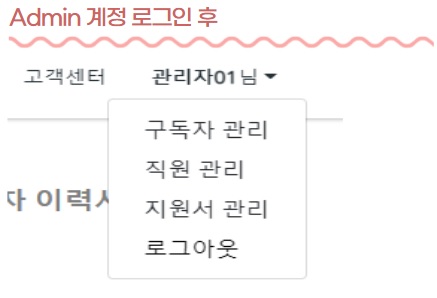 Admin 계정 로그인 후
고객센터 관리자01님
구독자 관리
직원 관리
자 이력서
지원서 관리
로그아웃